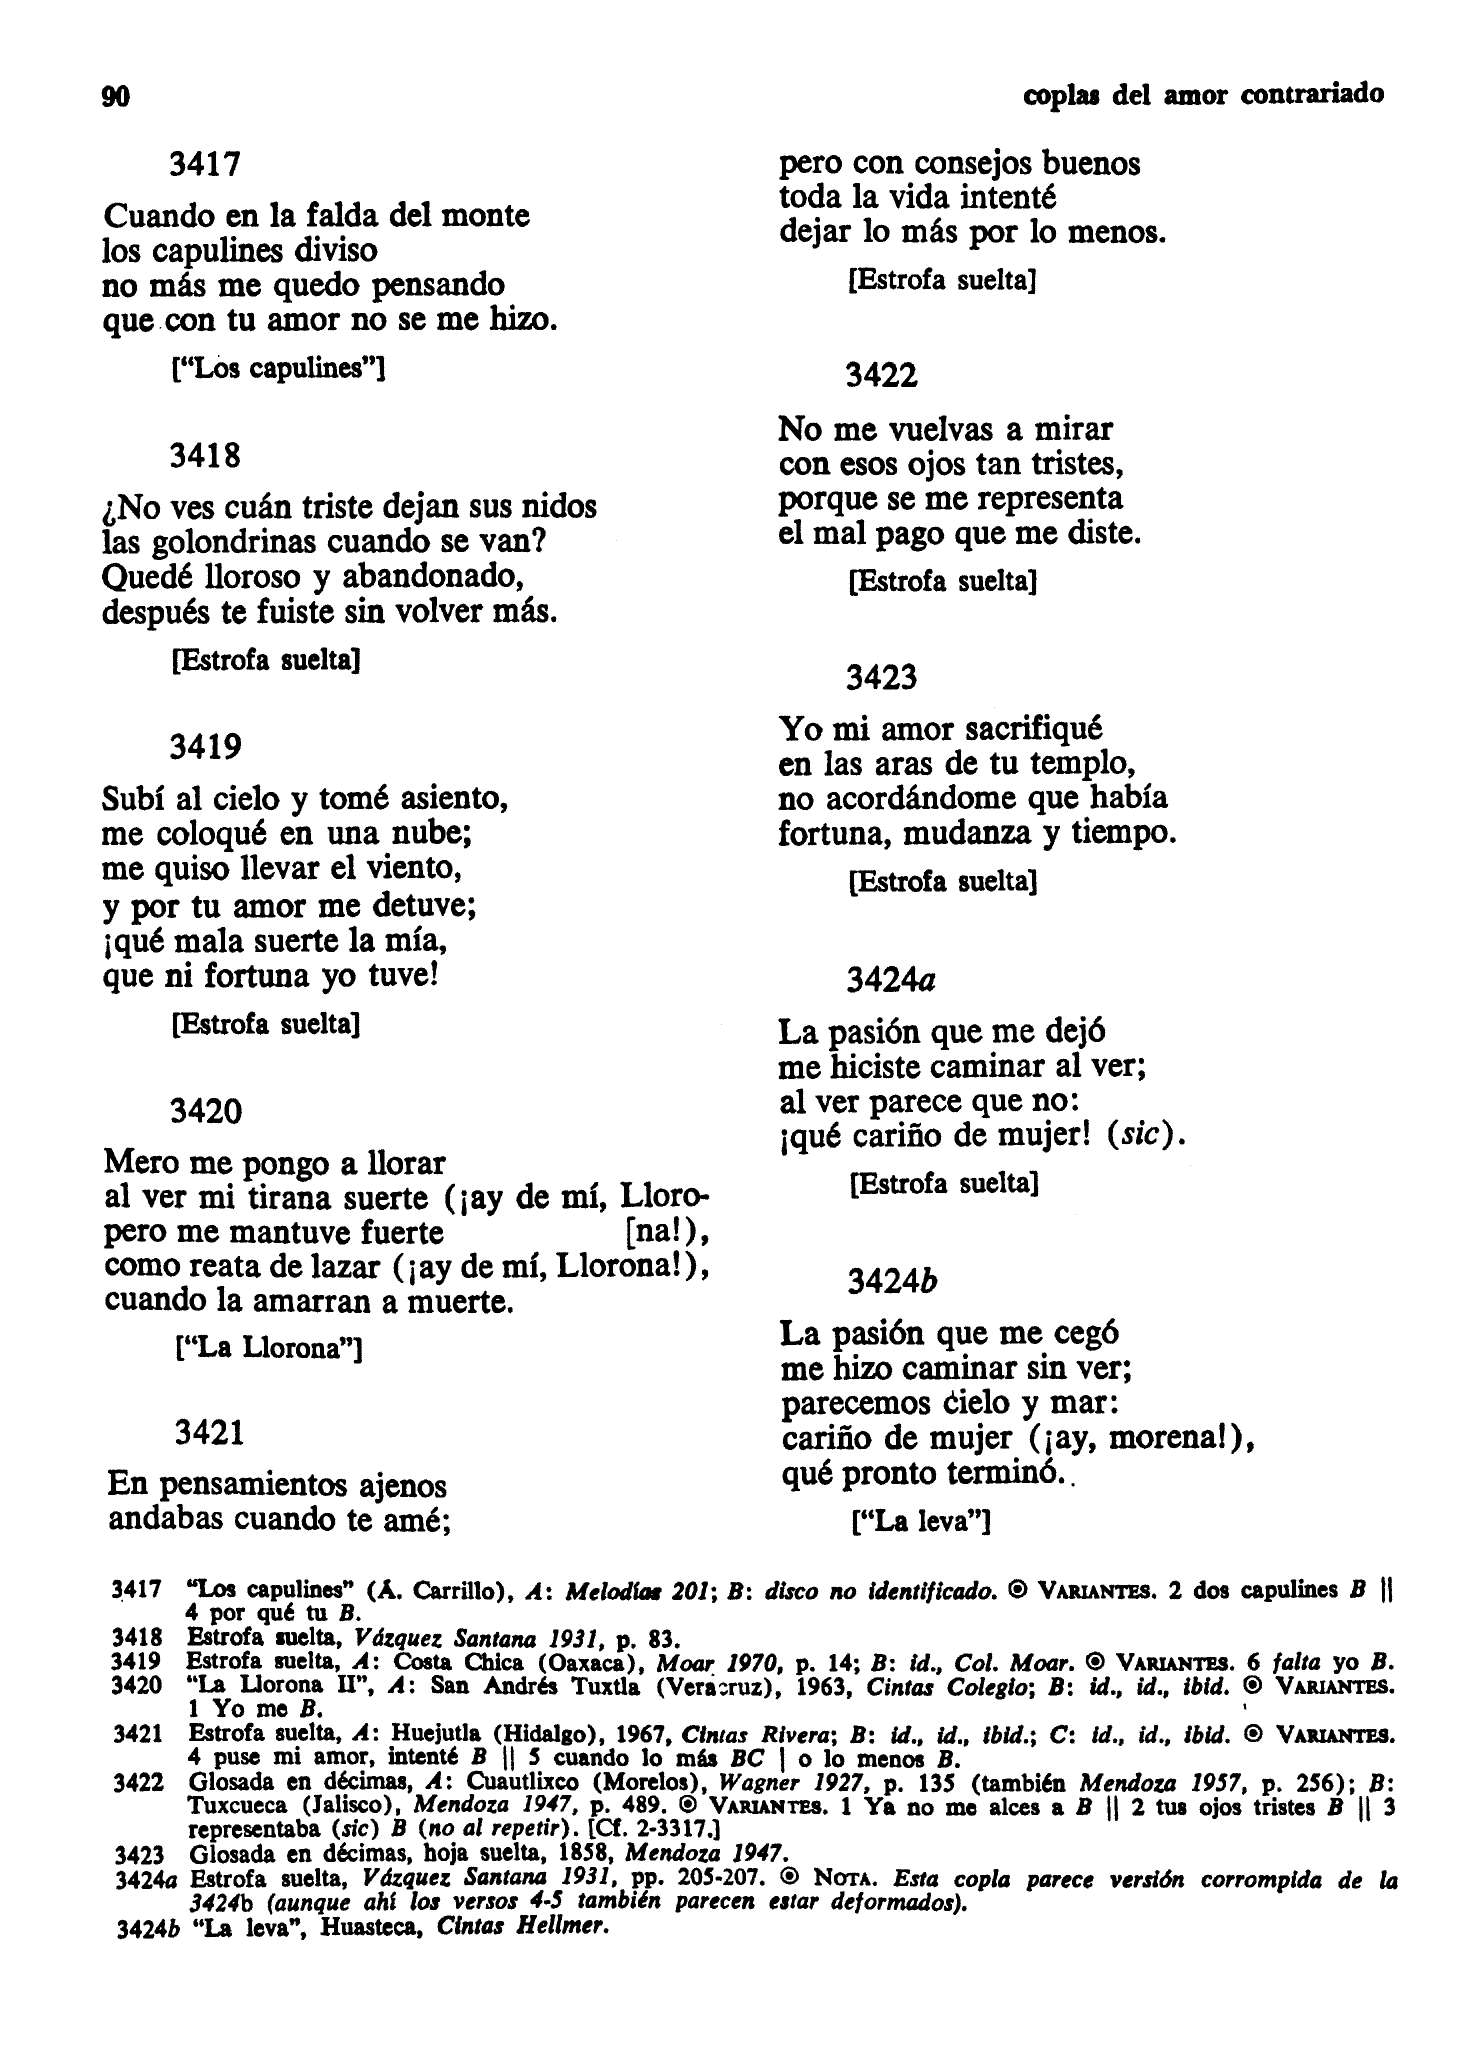 90
coplas del amor contrariado
3417
Cuando en la falda del monte
los capulines diviso
no más me quedo pensando
que con tu amor no se me hizo.
[“Los capulines”]
3418
¿No ves cuán triste dejan sus nidos
las golondrinas cuando se van?
Quedé lloroso y abandonado,
después te fuiste sin volver más.
[Estrofa suelta]
3419
Subí al cielo y tomé asiento,
me coloqué en una nube;
me quiso llevar el viento,
y por tu amor me detuve;
¡qué mala suerte la mía,
que ni fortuna yo tuve!
[Estrofa suelta]
3420
Mero me pongo a llorar
al ver mi tirana suerte (¡ay de mí, Lloro-
pero me mantuve fuerte [na!),
como reata de lazar (¡ay de mí, Llorona!),
cuando la amarran a muerte.
[“La Llorona”]
3421
En pensamientos ajenos
andabas cuando te amé;
pero con consejos buenos
toda la vida intenté
dejar lo más por lo menos.
[Estrofa suelta]
3422
No me vuelvas a mirar
con esos ojos tan tristes,
porque se me representa
el mal pago que me diste.
[Estrofa suelta]
3423
Yo mi amor sacrifiqué
en las aras de tu templo,
no acordándome que había
fortuna, mudanza y tiempo.
[Estrofa suelta]
3424a
La pasión que me dejó
me hiciste caminar al ver;
al ver parece que no:
¡qué cariño de mujer! (sic).
[Estrofa suelta]
3424b
La pasión que me cegó
me hizo caminar sin ver;
parecemos cielo y mar:
cariño de mujer (¡ay, morena!),
qué pronto terminó.
[“La leva”]
3417 “Los capulines” (Á. Carrillo), A: Melodías 201; B: disco no identificado. ⊙ VARIANTES. 2 dos capulines B ||
4 por qué tu B.
3418 Estrofa suelta, Vázquez Santana 1931, p. 83.
3419 Estrofa suelta, A: Costa Chica (Oaxaca), Moar 1970, p. 14; B: id., Col. Moar. ⊙ VARIANTES. 6 falta yo B.
3420 “La Llorona II”, A: San Andrés Tuxtla (Veracruz), 1963, Cintas Colegio; B: id., id., ibid. ⊙ VARIANTES.
1 Yo me B.
3421 Estrofa suelta, A: Huejutla (Hidalgo), 1967, Cintas Rivera; B: id., id., ibid.; C: id., id., ibid. ⊙ VARIANTES.
4 puse mi amor, intenté B || 5 cuando lo más BC | o lo menos B.
3422 Glosada en décimas, A: Cuautlixco (Morelos), Wagner 1927, p. 135 (también Mendoza 1957, p. 256); B:
Tuxcueca (Jalisco), Mendoza 1947, p. 489. ⊙ VARIANTES. 1 Ya no me alces a B || 2 tus ojos tristes B || 3
representaba (sic) B (no al repetir). [Cf. 2-3317.]
3423 Glosada en décimas, hoja suelta, 1858, Mendoza 1947.
3424a Estrofa suelta, Vázquez Santana 1931, pp. 205-207. ⊙ NOTA. Esta copla parece versión corrompida de la
3424b (aunque ahí los versos 4-5 también parecen estar deformados).
3424b “La leva”, Huasteca, Cintas Hellmer.